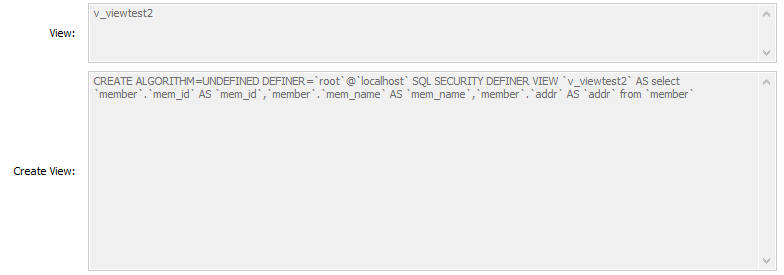 View:
v_viewtest2
Create View:
CREATE ALGORITHM=UNDEFINED DEFINER=`root`@`localhost` SQL SECURITY DEFINER VIEW `v_viewtest2` AS select
`member`.`mem_id` AS `mem_id`,`member`.`mem_name` AS `mem_name`,`member`.`addr` AS `addr` from `member`